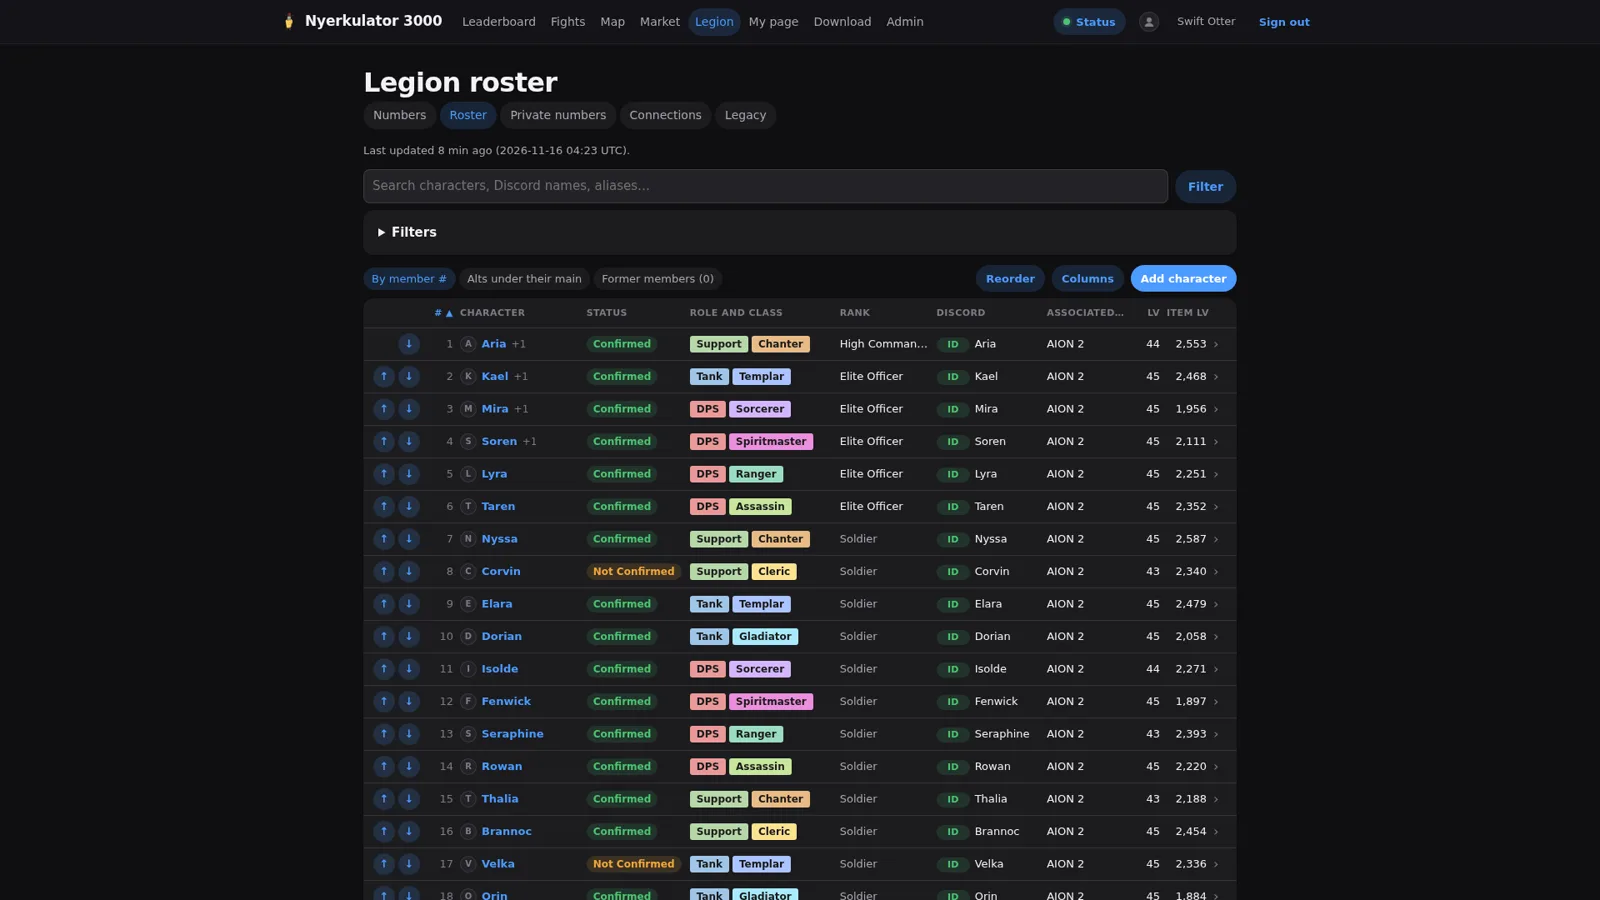 Nyerkulator 3000 Leaderboard Fights Map Market Legion My page Download Admin Status Swift Otter Sign out
Legion roster
Numbers Roster Private numbers Connections Legacy
Last updated 8 min ago (2026-11-16 04:23 UTC).
Search characters, Discord names, aliases... Filter
▶ Filters
By member # Alts under their main Former members (0) Reorder Columns Add character
# ▲ CHARACTER STATUS ROLE AND CLASS RANK DISCORD ASSOCIATED... LV ITEM LV
↓ 1 A Aria +1 Confirmed Support Chanter High Comman... ID Aria AION 2 44 2,553 ›
↑ ↓ 2 K Kael +1 Confirmed Tank Templar Elite Officer ID Kael AION 2 45 2,468 ›
↑ ↓ 3 M Mira +1 Confirmed DPS Sorcerer Elite Officer ID Mira AION 2 45 1,956 ›
↑ ↓ 4 S Soren +1 Confirmed DPS Spiritmaster Elite Officer ID Soren AION 2 45 2,111 ›
↑ ↓ 5 L Lyra Confirmed DPS Ranger Elite Officer ID Lyra AION 2 45 2,251 ›
↑ ↓ 6 T Taren Confirmed DPS Assassin Elite Officer ID Taren AION 2 45 2,352 ›
↑ ↓ 7 N Nyssa Confirmed Support Chanter Soldier ID Nyssa AION 2 45 2,587 ›
↑ ↓ 8 C Corvin Not Confirmed Support Cleric Soldier ID Corvin AION 2 43 2,340 ›
↑ ↓ 9 E Elara Confirmed Tank Templar Soldier ID Elara AION 2 45 2,479 ›
↑ ↓ 10 D Dorian Confirmed Tank Gladiator Soldier ID Dorian AION 2 45 2,058 ›
↑ ↓ 11 I Isolde Confirmed DPS Sorcerer Soldier ID Isolde AION 2 44 2,271 ›
↑ ↓ 12 F Fenwick Confirmed DPS Spiritmaster Soldier ID Fenwick AION 2 45 1,897 ›
↑ ↓ 13 S Seraphine Confirmed DPS Ranger Soldier ID Seraphine AION 2 43 2,393 ›
↑ ↓ 14 R Rowan Confirmed DPS Assassin Soldier ID Rowan AION 2 45 2,220 ›
↑ ↓ 15 T Thalia Confirmed Support Chanter Soldier ID Thalia AION 2 43 2,188 ›
↑ ↓ 16 B Brannoc Confirmed Support Cleric Soldier ID Brannoc AION 2 45 2,454 ›
↑ ↓ 17 V Velka Not Confirmed Tank Templar Soldier ID Velka AION 2 45 2,336 ›
↑ ↓ 18 O Orin Confirmed Tank Gladiator Soldier ID Orin AION 2 45 1,884 ›